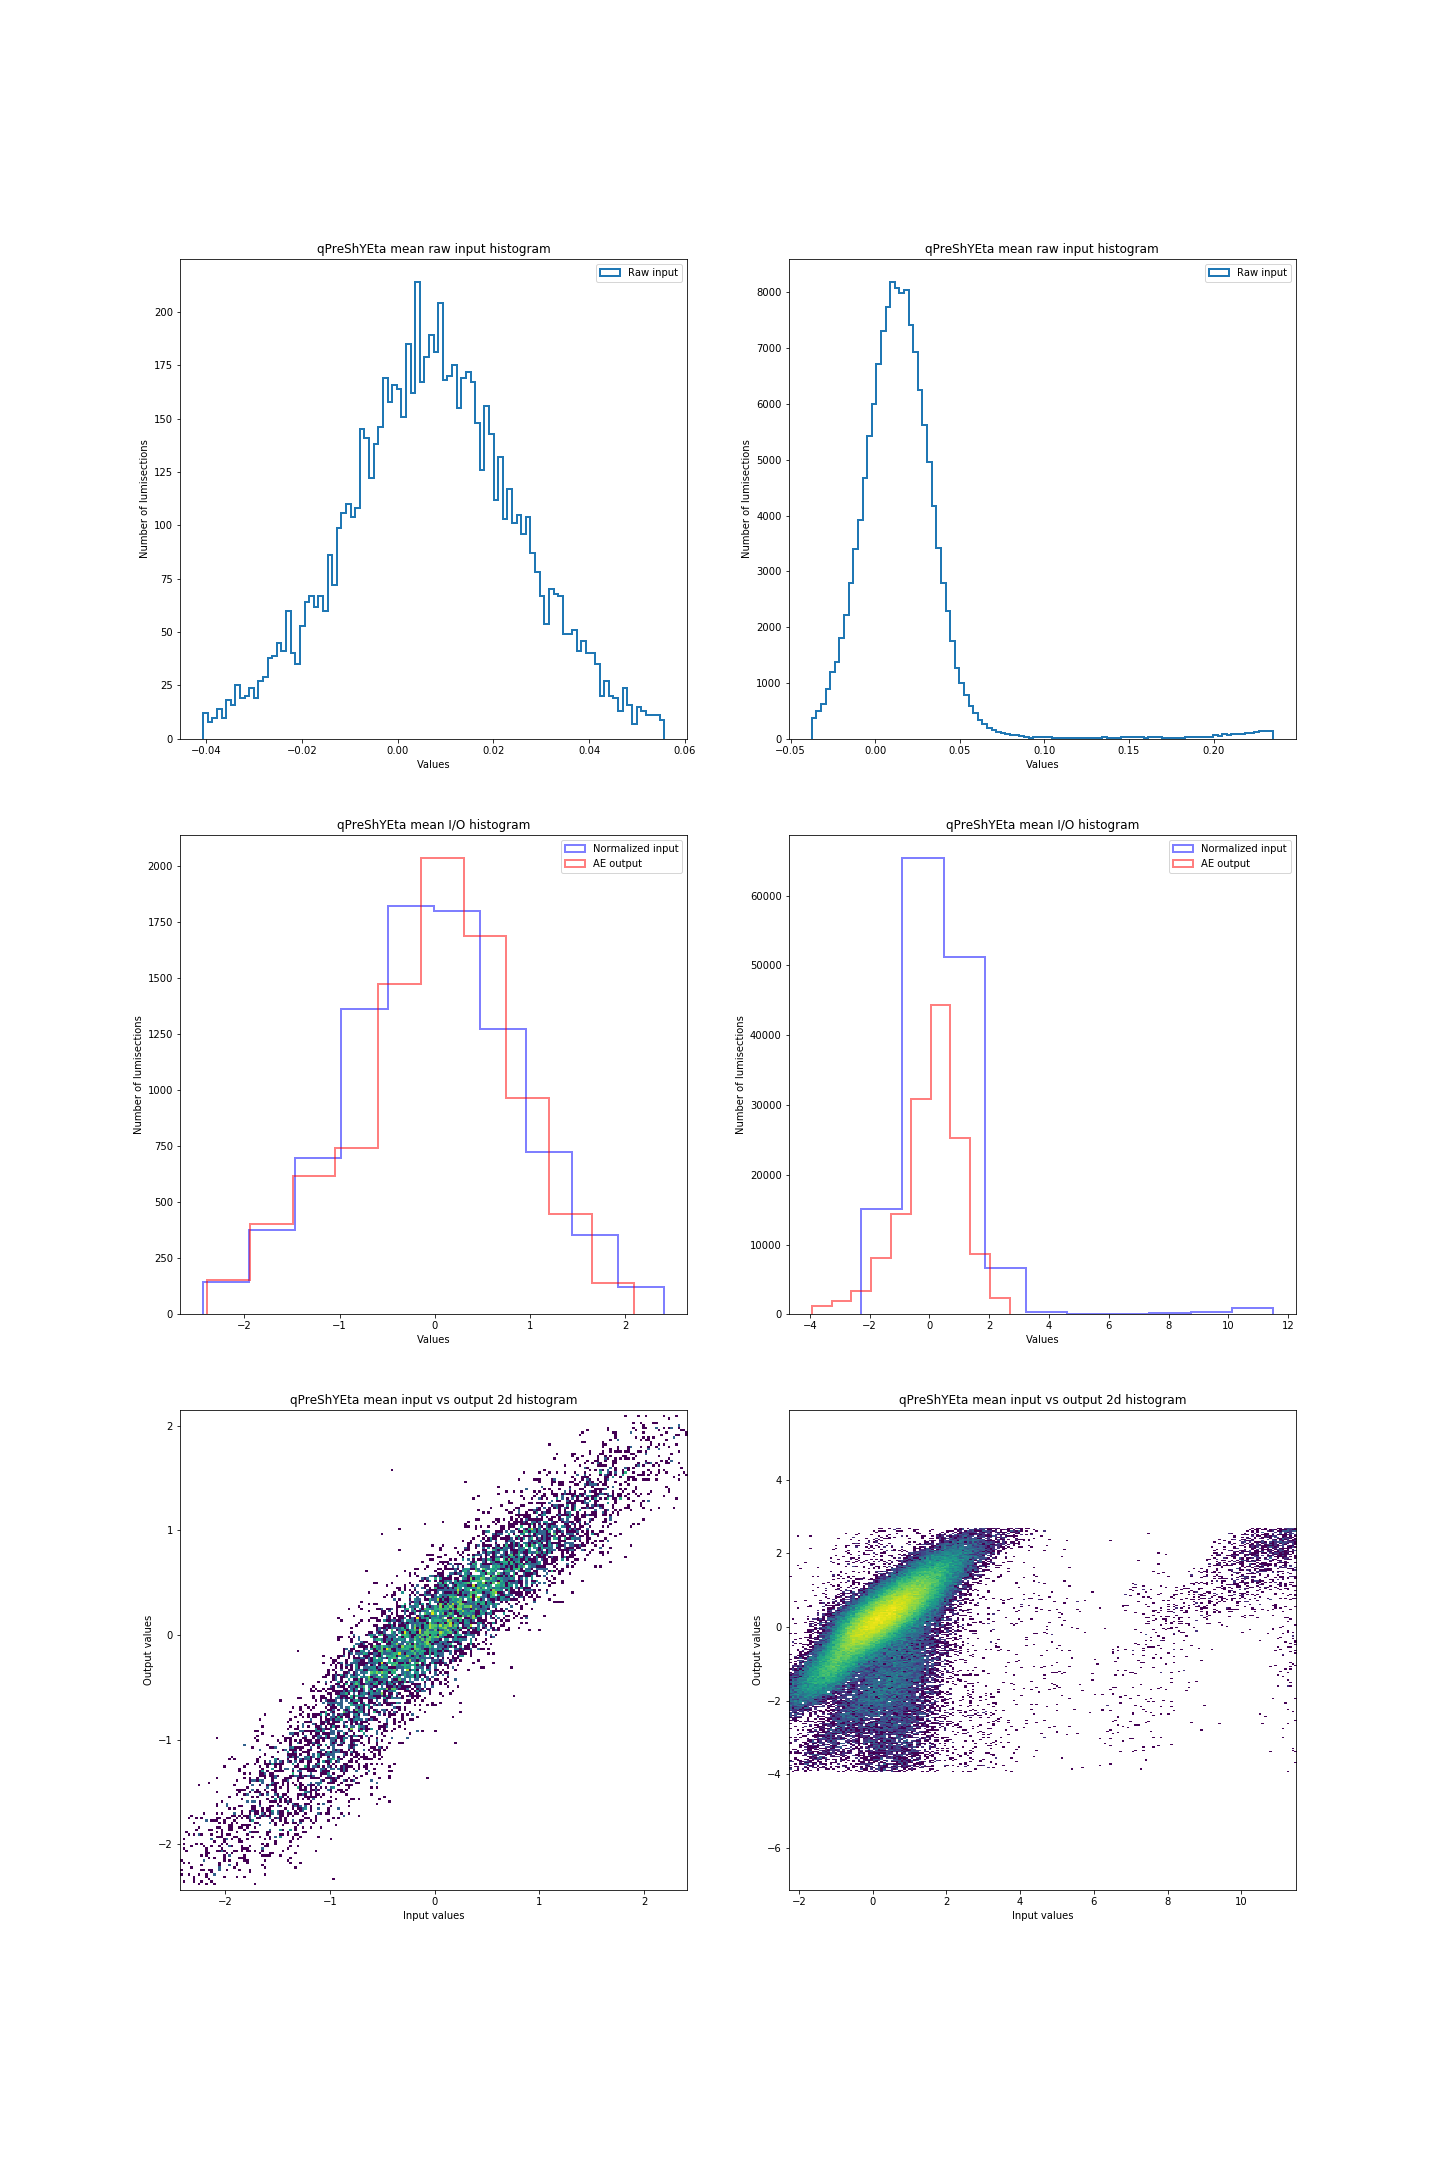 qPreShYEta mean raw input histogram
Raw input
200
175
150
125
100
75
50
25
0
Number of lumisections
−0.04 −0.02 0.00 0.02 0.04 0.06
Values
qPreShYEta mean raw input histogram
Raw input
8000
7000
6000
5000
4000
3000
2000
1000
0
Number of lumisections
−0.05 0.00 0.05 0.10 0.15 0.20
Values
qPreShYEta mean I/O histogram
Normalized input
AE output
2000
1750
1500
1250
1000
750
500
250
0
Number of lumisections
−2 −1 0 1 2
Values
qPreShYEta mean I/O histogram
Normalized input
AE output
60000
50000
40000
30000
20000
10000
0
Number of lumisections
−4 −2 0 2 4 6 8 10 12
Values
qPreShYEta mean input vs output 2d histogram
2
1
0
−1
−2
Output values
−2 −1 0 1 2
Input values
qPreShYEta mean input vs output 2d histogram
4
2
0
−2
−4
−6
Output values
−2 0 2 4 6 8 10
Input values